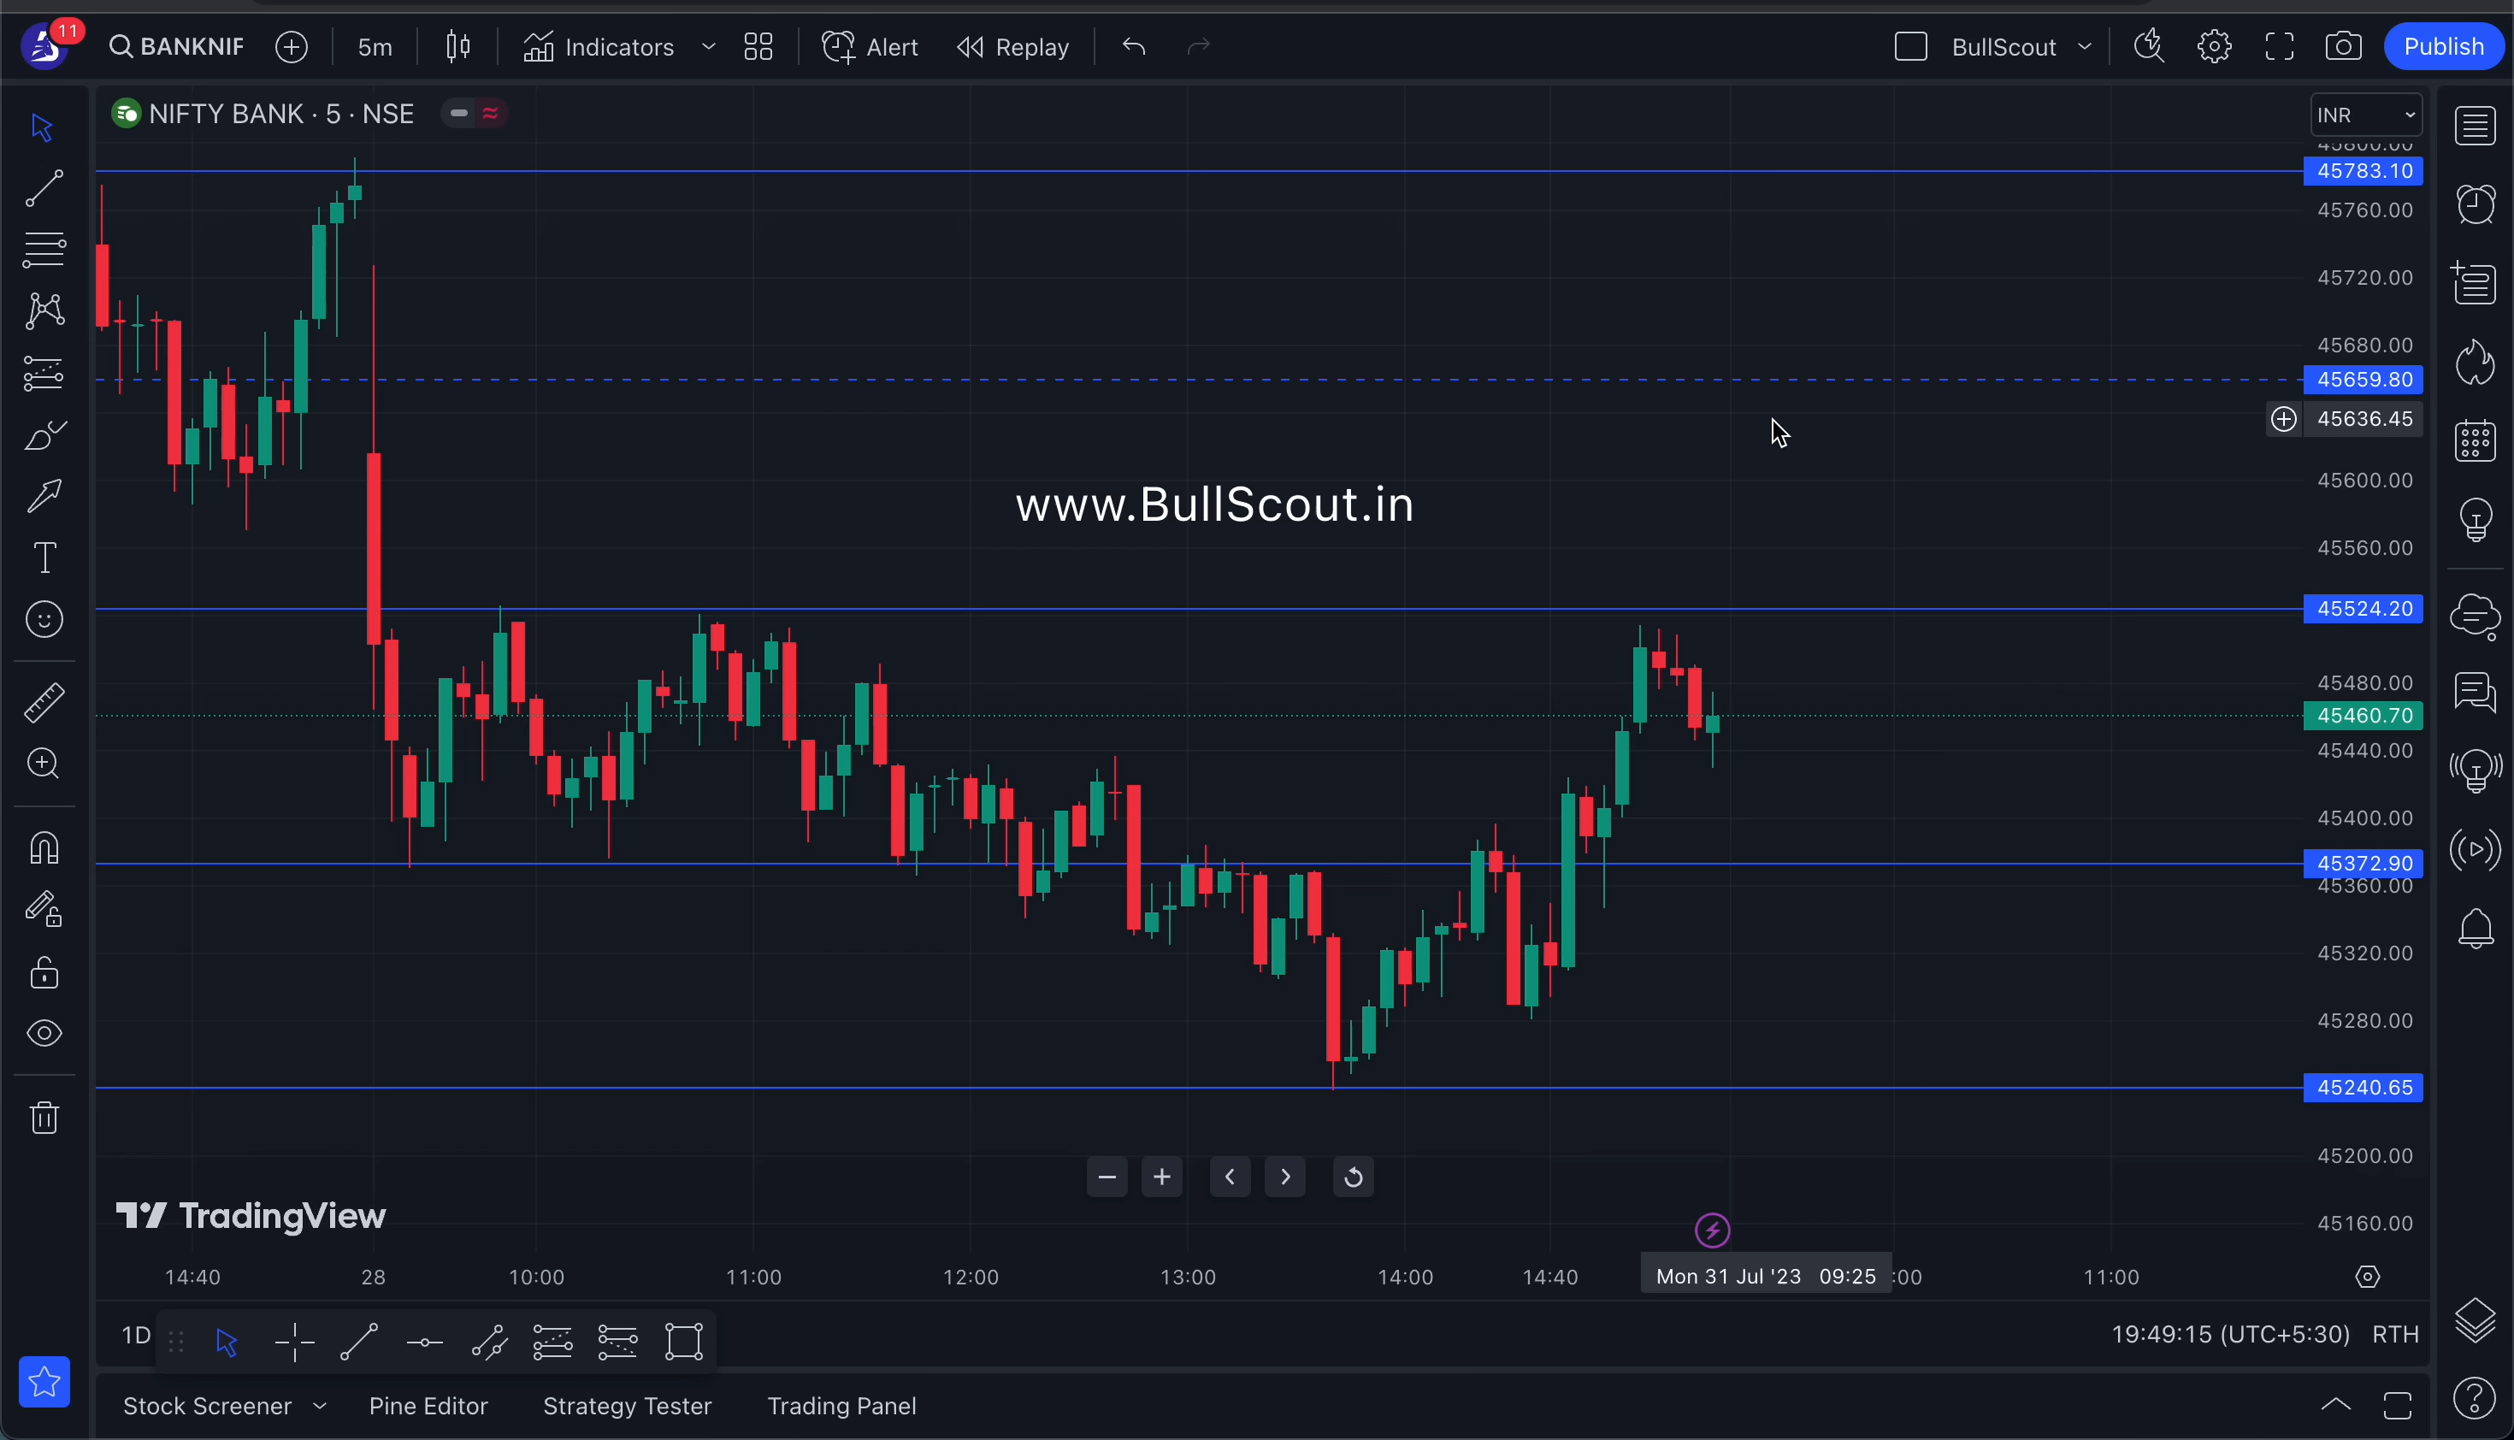 11
BANKNIF
5m
Indicators
Alert
Replay
BullScout
Publish
NIFTY BANK · 5 · NSE
INR
45800.00
45783.10
45760.00
45720.00
45680.00
45659.80
45636.45
45600.00
45560.00
45524.20
45480.00
45460.70
45440.00
45400.00
45372.90
45360.00
45320.00
45280.00
45240.65
45200.00
45160.00
www.BullScout.in
TradingView
14:40 28 10:00 11:00 12:00 13:00 14:00 14:40 Mon 31 Jul '23 09:25 :00 11:00
1D
19:49:15 (UTC+5:30) RTH
Stock Screener Pine Editor Strategy Tester Trading Panel